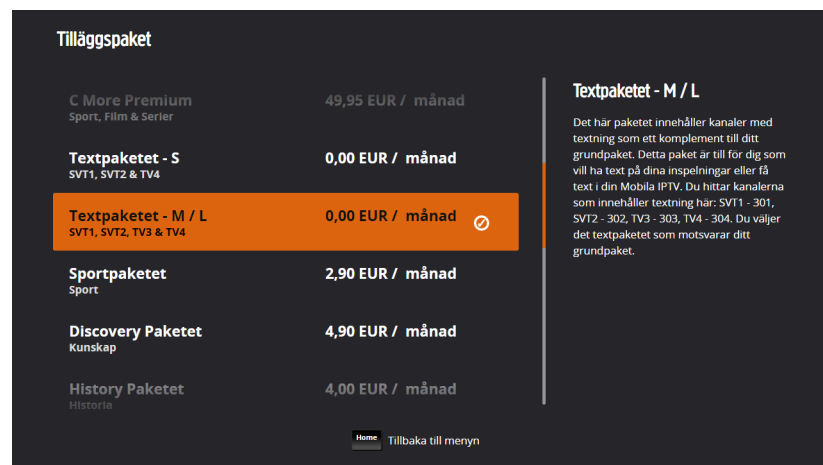 Tilläggspaket
C More Premium 49,95 EUR / månad
Sport, Film & Serier
Textpaketet - S 0,00 EUR / månad
SVT1, SVT2 & TV4
Textpaketet - M / L 0,00 EUR / månad
SVT1, SVT2, TV3 & TV4
Sportpaketet 2,90 EUR / månad
Sport
Discovery Paketet 4,90 EUR / månad
Kunskap
History Paketet 4,00 EUR / månad
Historia
Textpaketet - M / L
Det här paketet innehåller kanaler med
textning som ett komplement till ditt
grundpaket. Detta paket är till för dig som
vill ha text på dina inspelningar eller få
text i din Mobila IPTV. Du hittar kanalerna
som innehåller textning här: SVT1 - 301,
SVT2 - 302, TV3 - 303, TV4 - 304. Du väljer
det textpaketet som motsvarar ditt
grundpaket.
Home Tillbaka till menyn